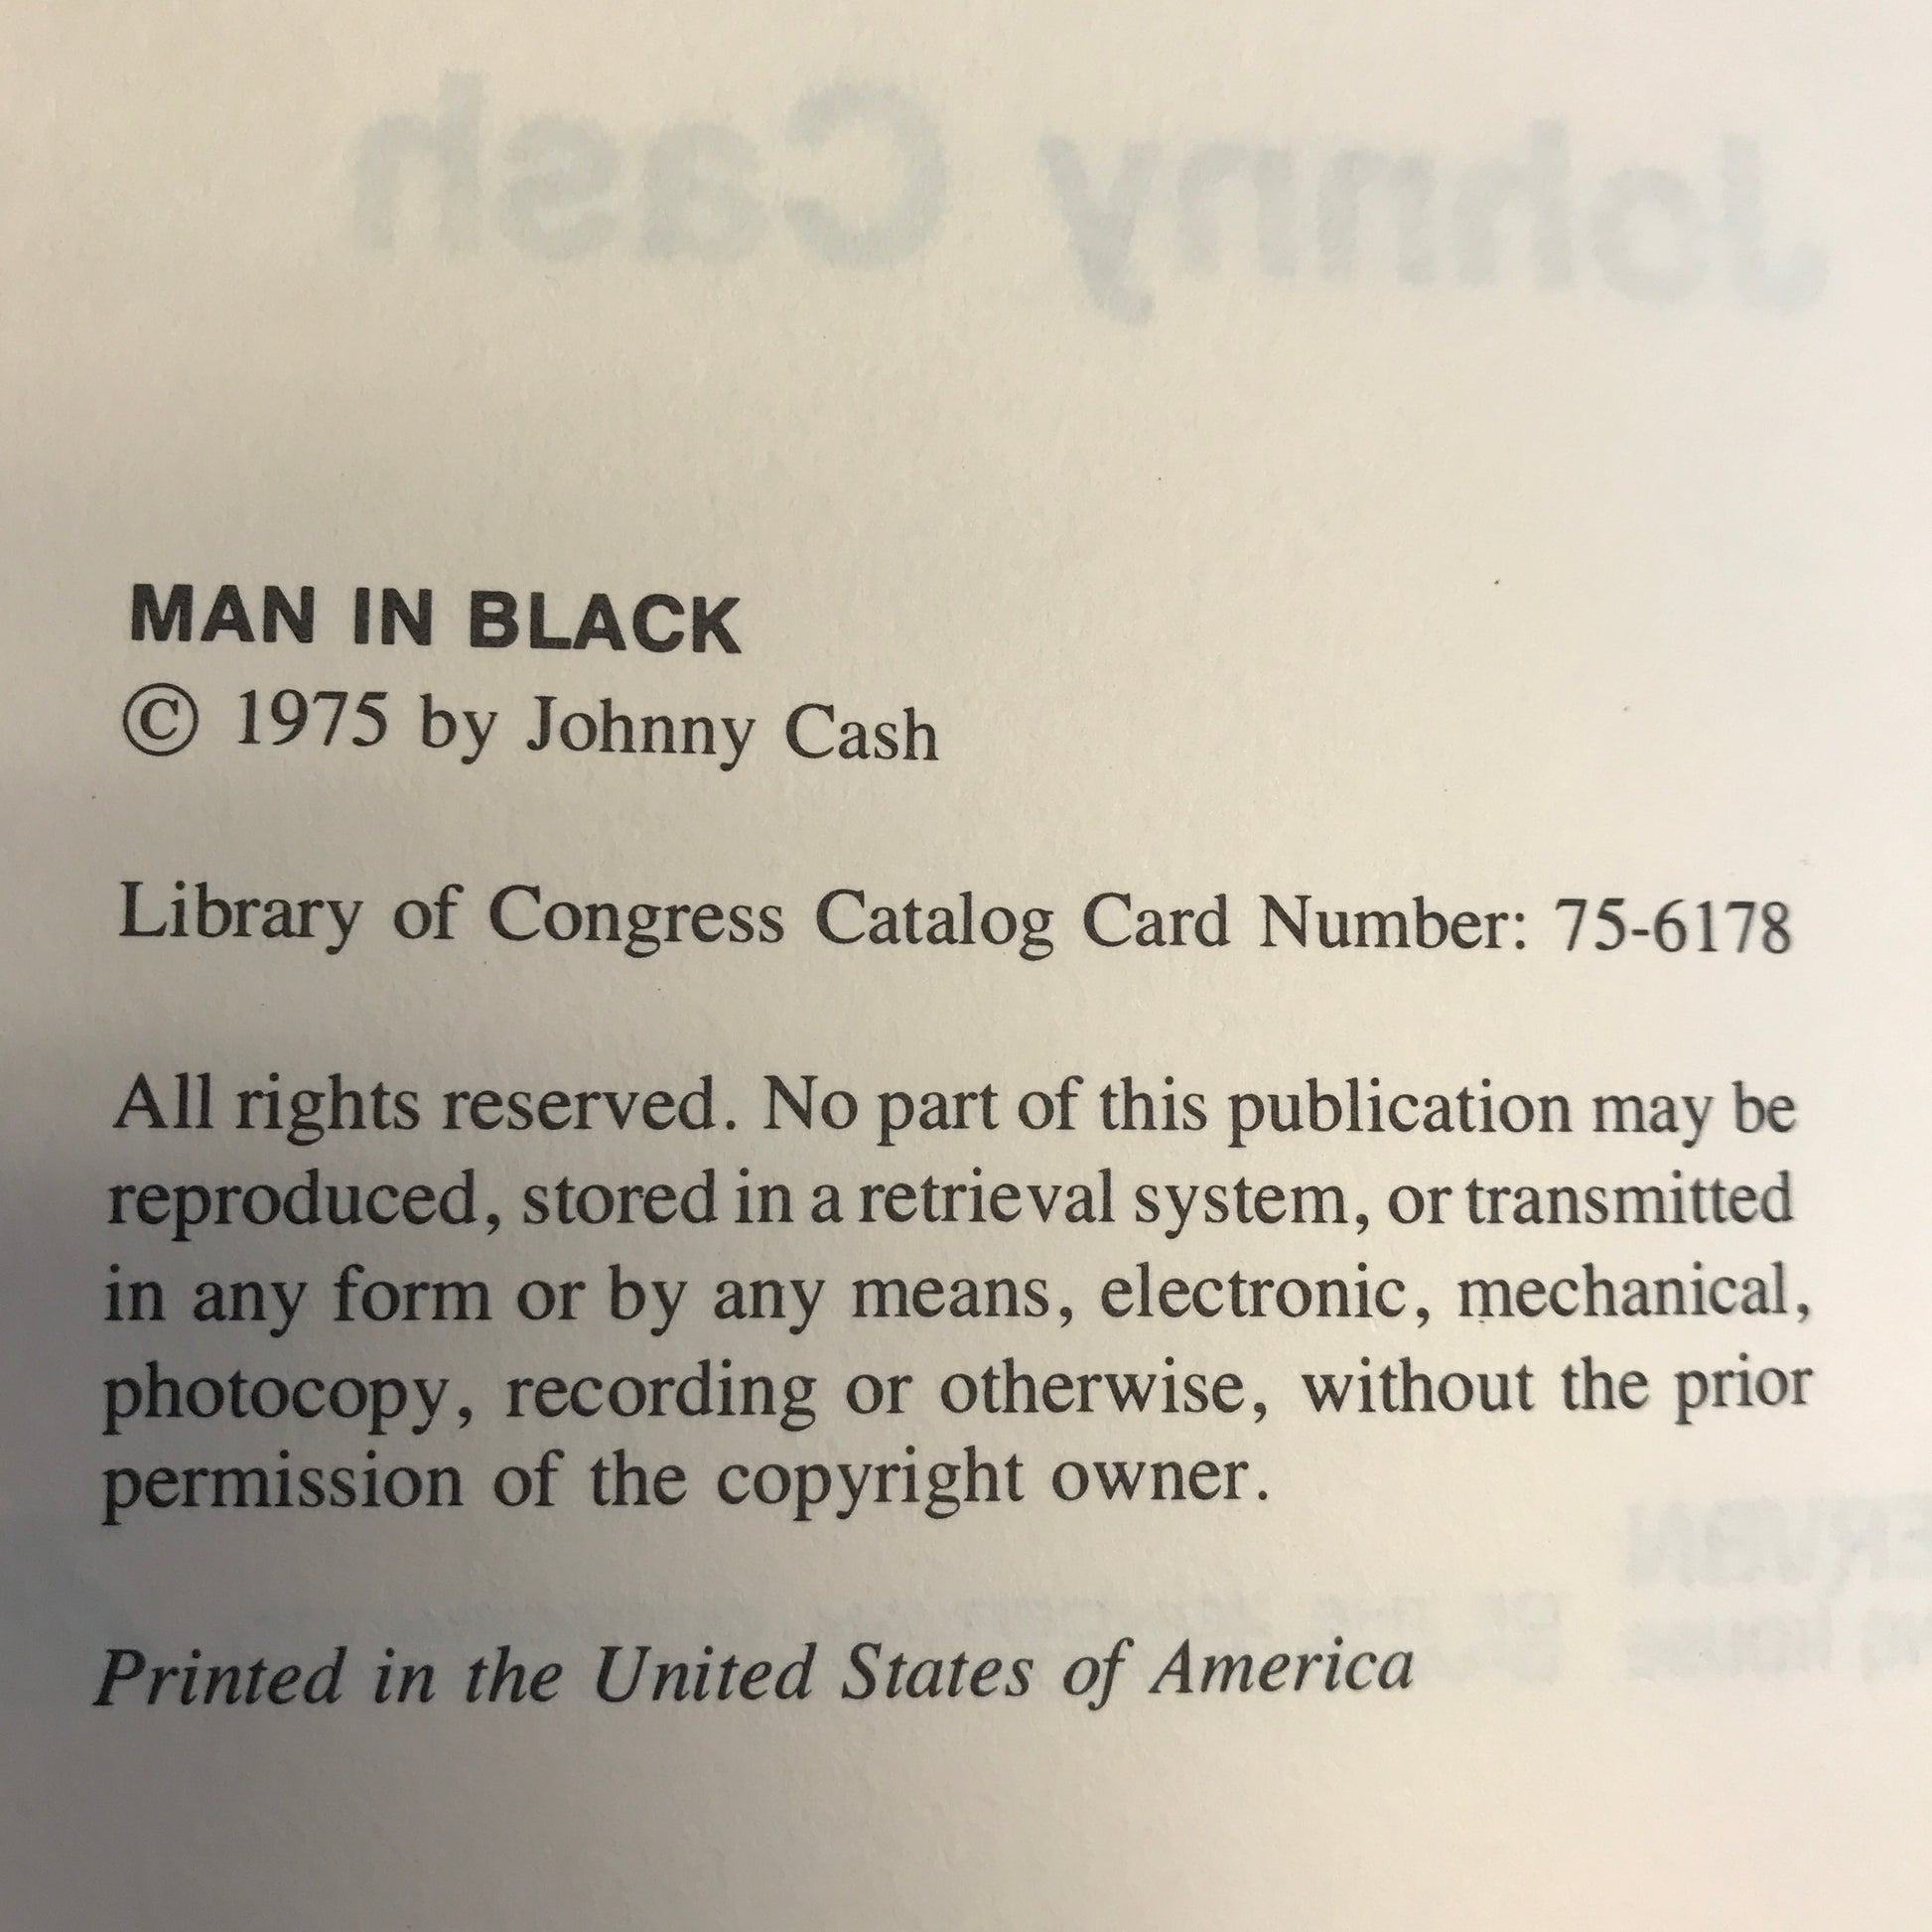 Johnny Cash
MAN IN BLACK
© 1975 by Johnny Cash
Library of Congress Catalog Card Number: 75-6178
All rights reserved. No part of this publication may be
reproduced, stored in a retrieval system, or transmitted
in any form or by any means, electronic, mechanical,
photocopy, recording or otherwise, without the prior
permission of the copyright owner.
Printed in the United States of America